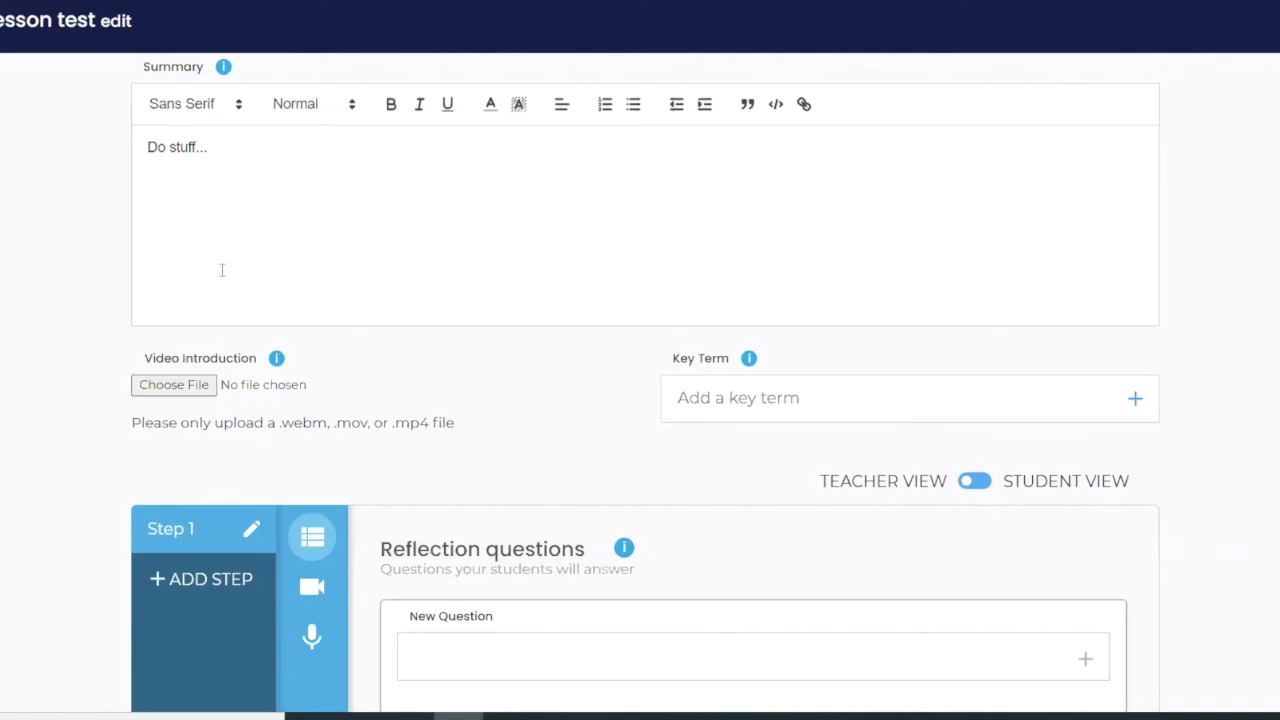 esson test edit
Summary i
Sans Serif Normal B I U A A
Do stuff...
Video Introduction i
Key Term i
Choose File No file chosen
Add a key term +
Please only upload a .webm, .mov, or .mp4 file
TEACHER VIEW STUDENT VIEW
Step 1
+ ADD STEP
Reflection questions i
Questions your students will answer
New Question
+